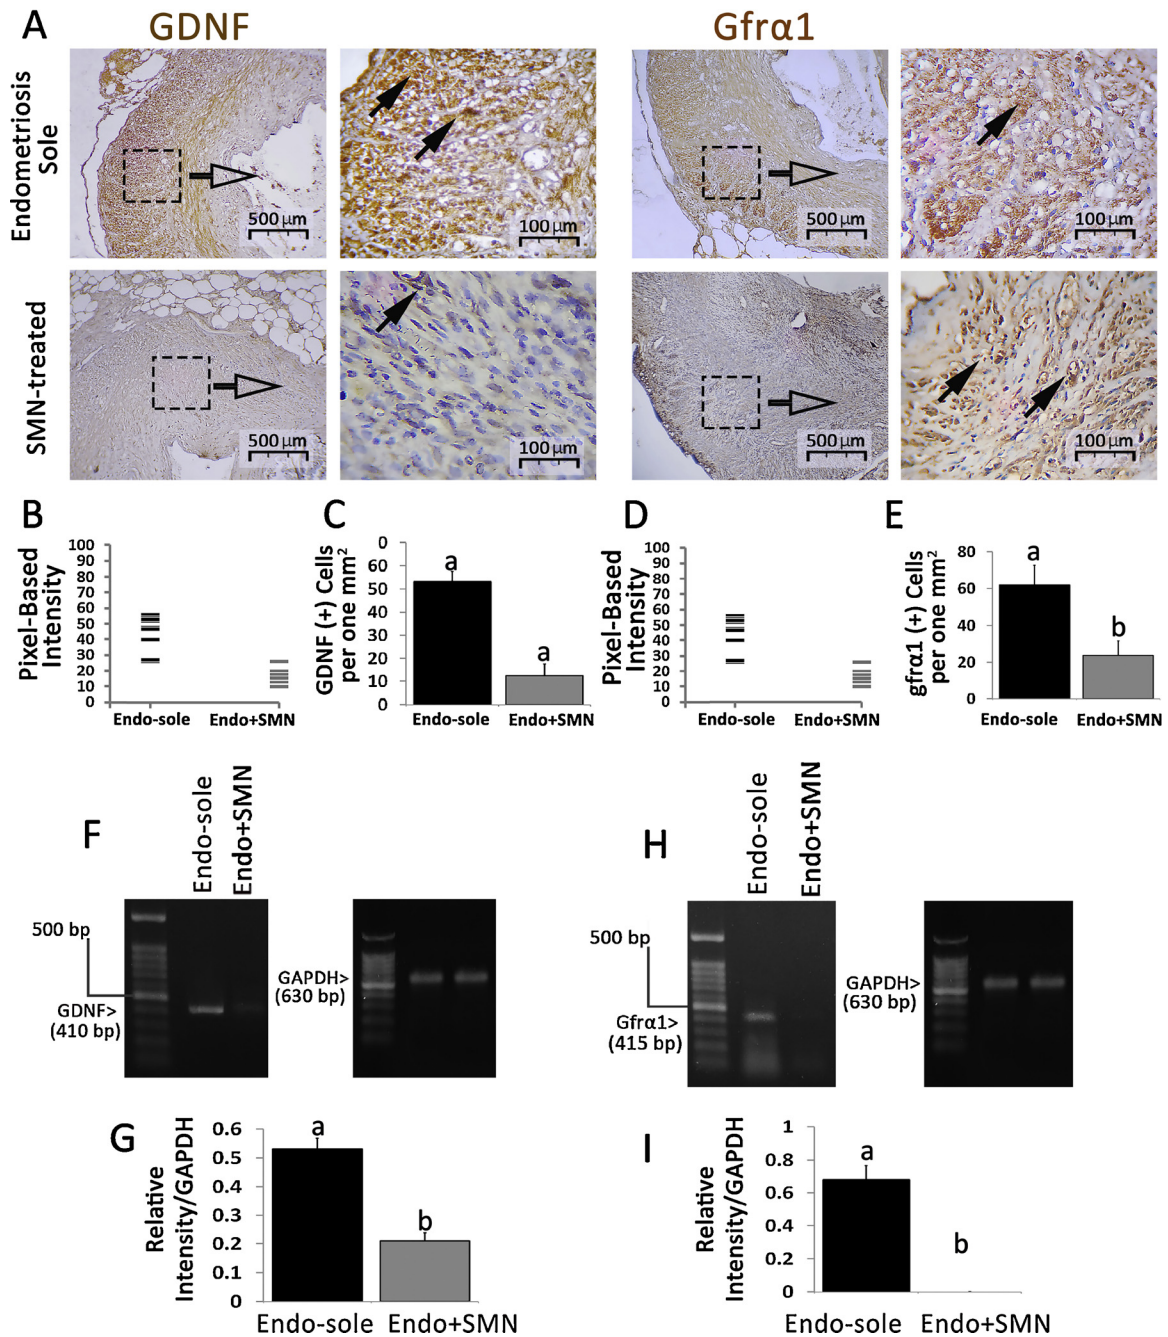 A
GDNF
Gfrα1
Endometriosis
Sole
500 µm
100 µm
500 µm
100 µm
SMN-treated
500 µm
100 µm
500 µm
100 µm
B
Pixel-Based
Intensity
100
90
80
70
60
50
40
30
20
10
0
Endo-sole
Endo+SMN
C
GDNF (+) Cells
per one mm²
0
60
50
40
30
20
10
0
a
a
Endo-sole
Endo+SMN
D
Pixel-Based
Intensity
100
90
80
70
60
50
40
30
20
10
0
Endo-sole
Endo+SMN
E
gfrα1 (+) Cells
per one mm²
80
60
40
20
0
a
b
Endo-sole
Endo+SMN
F
Endo-sole
Endo+SMN
500 bp
GDNF>
(410 bp)
GAPDH>
(630 bp)
H
Endo-sole
Endo+SMN
500 bp
Gfrα1>
(415 bp)
GAPDH>
(630 bp)
G
Relative
Intensity/GAPDH
0.6
0.5
0.4
0.3
0.2
0.1
0
a
b
Endo-sole
Endo+SMN
I
Relative
Intensity/GAPDH
1
0.8
0.6
0.4
0.2
0
a
b
Endo-sole
Endo+SMN